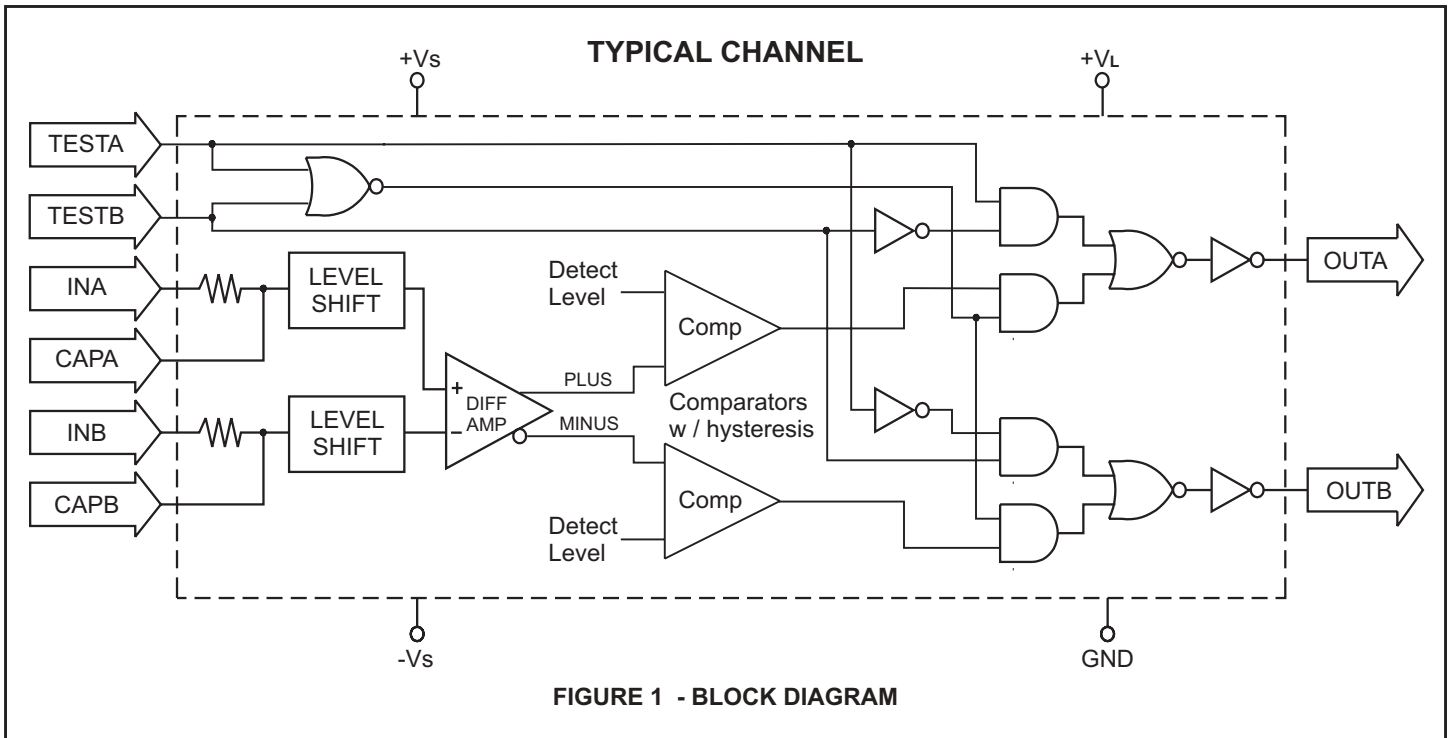 TYPICAL CHANNEL
+Vs
+VL
TESTA
TESTB
INA
CAPA
INB
CAPB
LEVEL
SHIFT
LEVEL
SHIFT
+
−
DIFF
AMP
PLUS
MINUS
Detect
Level
Comp
Comparators
w / hysteresis
Comp
Detect
Level
OUTA
OUTB
-Vs
GND
FIGURE 1 - BLOCK DIAGRAM